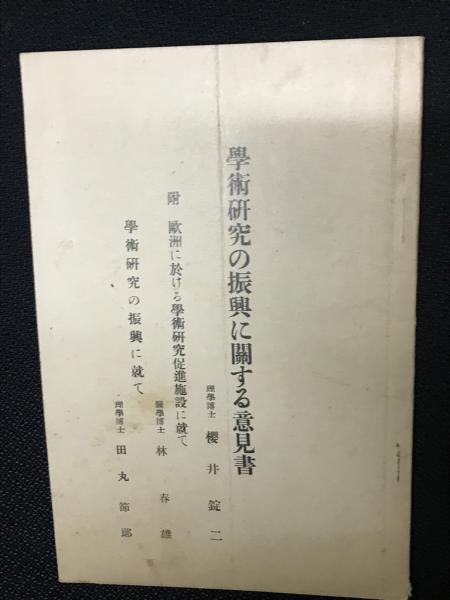 學術研究の振興に關する意見書
理學博士 櫻井錠二
附 歐洲に於ける學術研究促進施設に就て
醫學博士 林春雄
學術研究の振興に就て
理學博士 田丸節郎